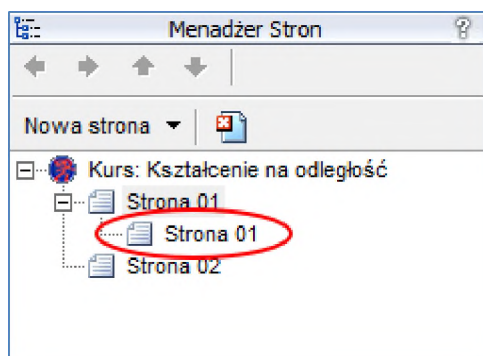 Menadżer Stron
Nowa strona
Kurs: Kształcenie na odległość
Strona 01
Strona 01
Strona 02